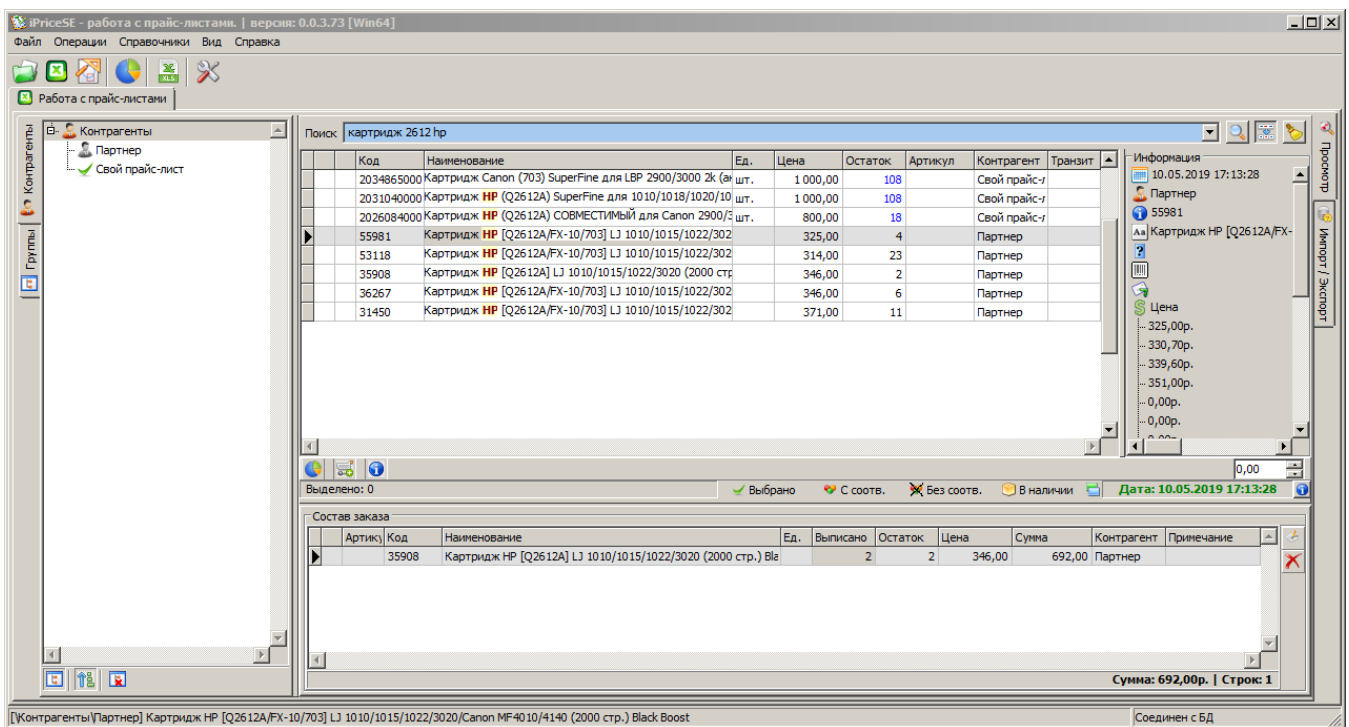 iPriceSE - работа с прайс-листами. | версия: 0.0.3.73 [Win64]
Файл Операции Справочники Вид Справка
XLS
Работа с прайс-листами
Контрагенты
Группы
Контрагенты
Партнер
Свой прайс-лист
Поиск картридж 2612 hp
Код Наименование Ед. Цена Остаток Артикул Контрагент Транзит
2034865000 Картридж Canon (703) SuperFine для LBP 2900/3000 2k (ан шт. 1 000,00 108 Свой прайс-л
2031040000 Картридж HP (Q2612A) SuperFine для 1010/1018/1020/10 шт. 1 000,00 108 Свой прайс-л
2026084000 Картридж HP (Q2612A) СОВМЕСТИМЫЙ для Canon 2900/3 шт. 800,00 18 Свой прайс-л
55981 Картридж HP [Q2612A/FX-10/703] LJ 1010/1015/1022/302 325,00 4 Партнер
53118 Картридж HP [Q2612A/FX-10/703] LJ 1010/1015/1022/302 314,00 23 Партнер
35908 Картридж HP [Q2612A] LJ 1010/1015/1022/3020 (2000 стр 346,00 2 Партнер
36267 Картридж HP [Q2612A/FX-10/703] LJ 1010/1015/1022/302 346,00 6 Партнер
31450 Картридж HP [Q2612A/FX-10/703] LJ 1010/1015/1022/302 371,00 11 Партнер
Информация
10.05.2019 17:13:28
Партнер
55981
Картридж HP [Q2612A/FX-
Цена
325,00р.
330,70р.
339,60р.
351,00р.
0,00р.
0,00р.
Просмотр
Импорт / Экспорт
0,00
Выделено: 0 Выбрано С соотв. Без соотв. В наличии Дата: 10.05.2019 17:13:28
Состав заказа
Артику Код Наименование Ед. Выписано Остаток Цена Сумма Контрагент Примечание
35908 Картридж HP [Q2612A] LJ 1010/1015/1022/3020 (2000 стр.) Bla 2 2 346,00 692,00 Партнер
Сумма: 692,00р. | Строк: 1
[\Контрагенты\Партнер] Картридж HP [Q2612A/FX-10/703] LJ 1010/1015/1022/3020/Canon MF4010/4140 (2000 стр.) Black Boost Соединен с БД